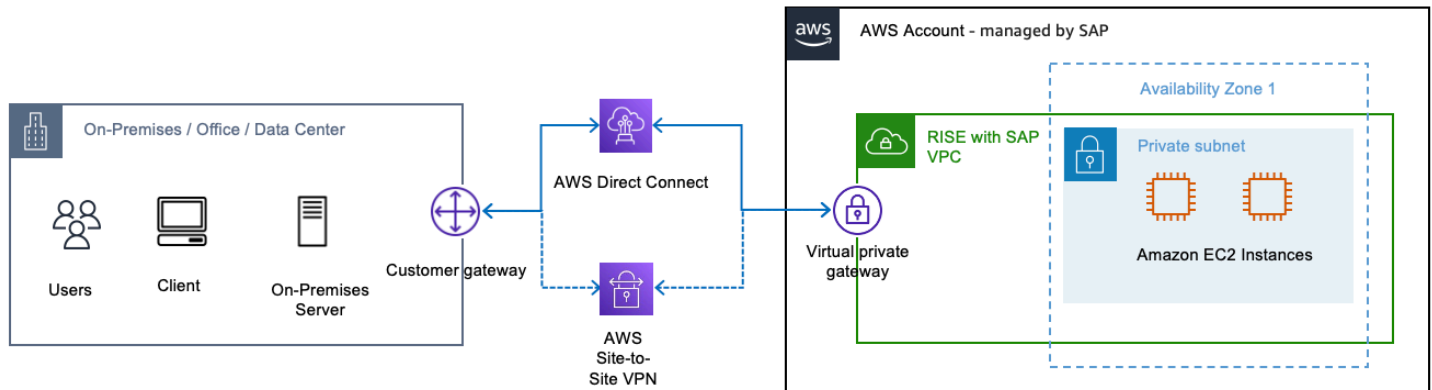 aws
AWS Account - managed by SAP
Availability Zone 1
On-Premises / Office / Data Center
RISE with SAP
VPC
Private subnet
AWS Direct Connect
Users
Client
On-Premises
Server
Customer gateway
Virtual private
gateway
Amazon EC2 Instances
AWS
Site-to-
Site VPN